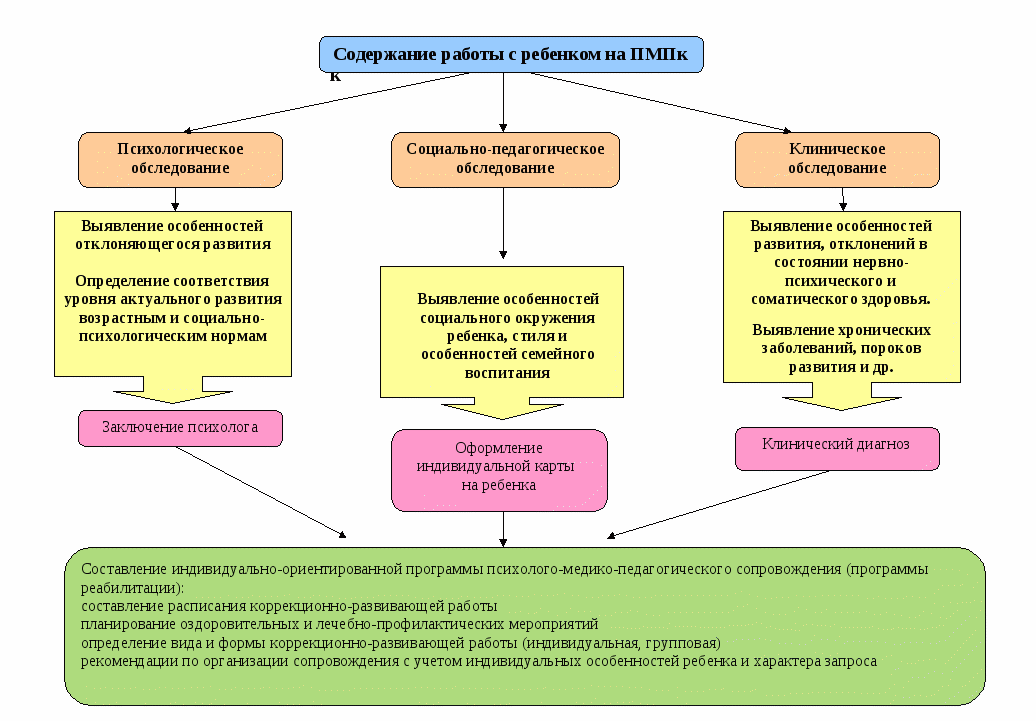 Содержание работы с ребенком на ПМПк
к
Психологическое
обследование
Социально-педагогическое
обследование
Клиническое
обследование
Выявление особенностей
отклоняющегося развития
Определение соответствия
уровня актуального развития
возрастным и социально-
психологическим нормам
Выявление особенностей
социального окружения
ребенка, стиля и
особенностей семейного
воспитания
Выявление особенностей
развития, отклонений в
состоянии нервно-
психического и
соматического здоровья.
Выявление хронических
заболеваний, пороков
развития и др.
Заключение психолога
Оформление
индивидуальной карты
на ребенка
Клинический диагноз
Составление индивидуально-ориентированной программы психолого-медико-педагогического сопровождения (программы
реабилитации):
составление расписания коррекционно-развивающей работы
планирование оздоровительных и лечебно-профилактических мероприятий
определение вида и формы коррекционно-развивающей работы (индивидуальная, групповая)
рекомендации по организации сопровождения с учетом индивидуальных особенностей ребенка и характера запроса